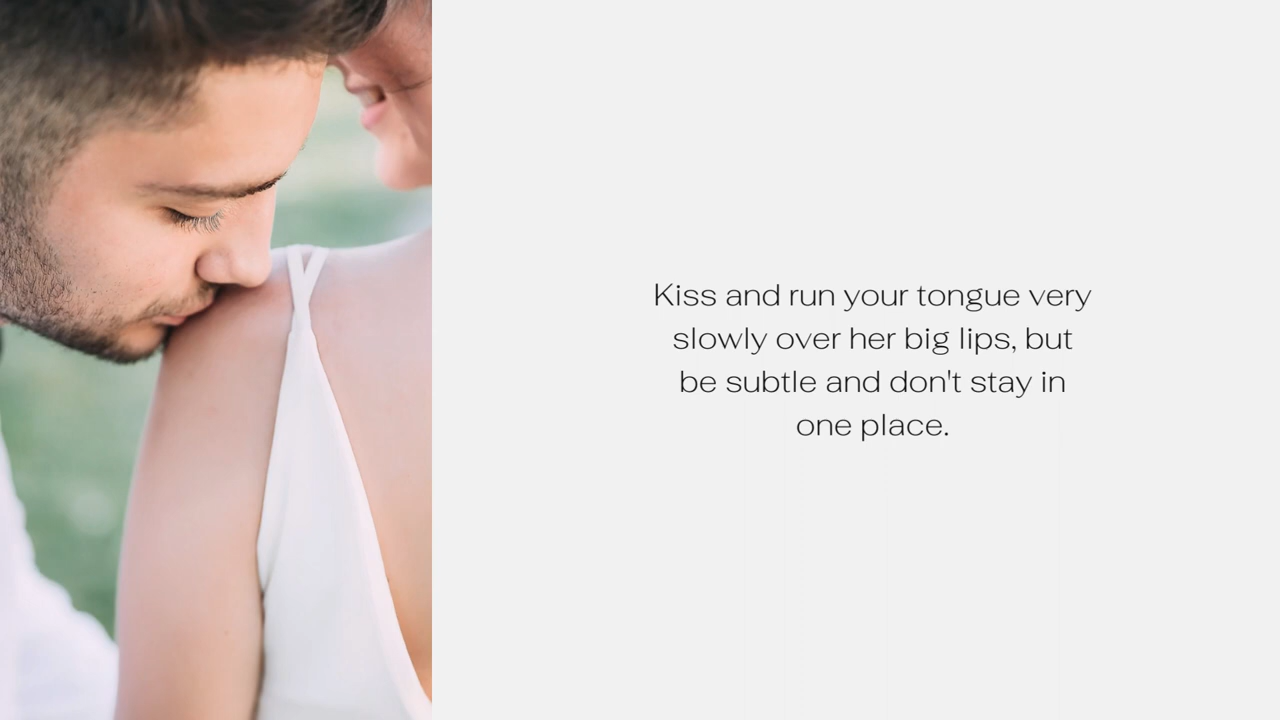 Kiss and run your tongue very
slowly over her big lips, but
be subtle and don't stay in
one place.